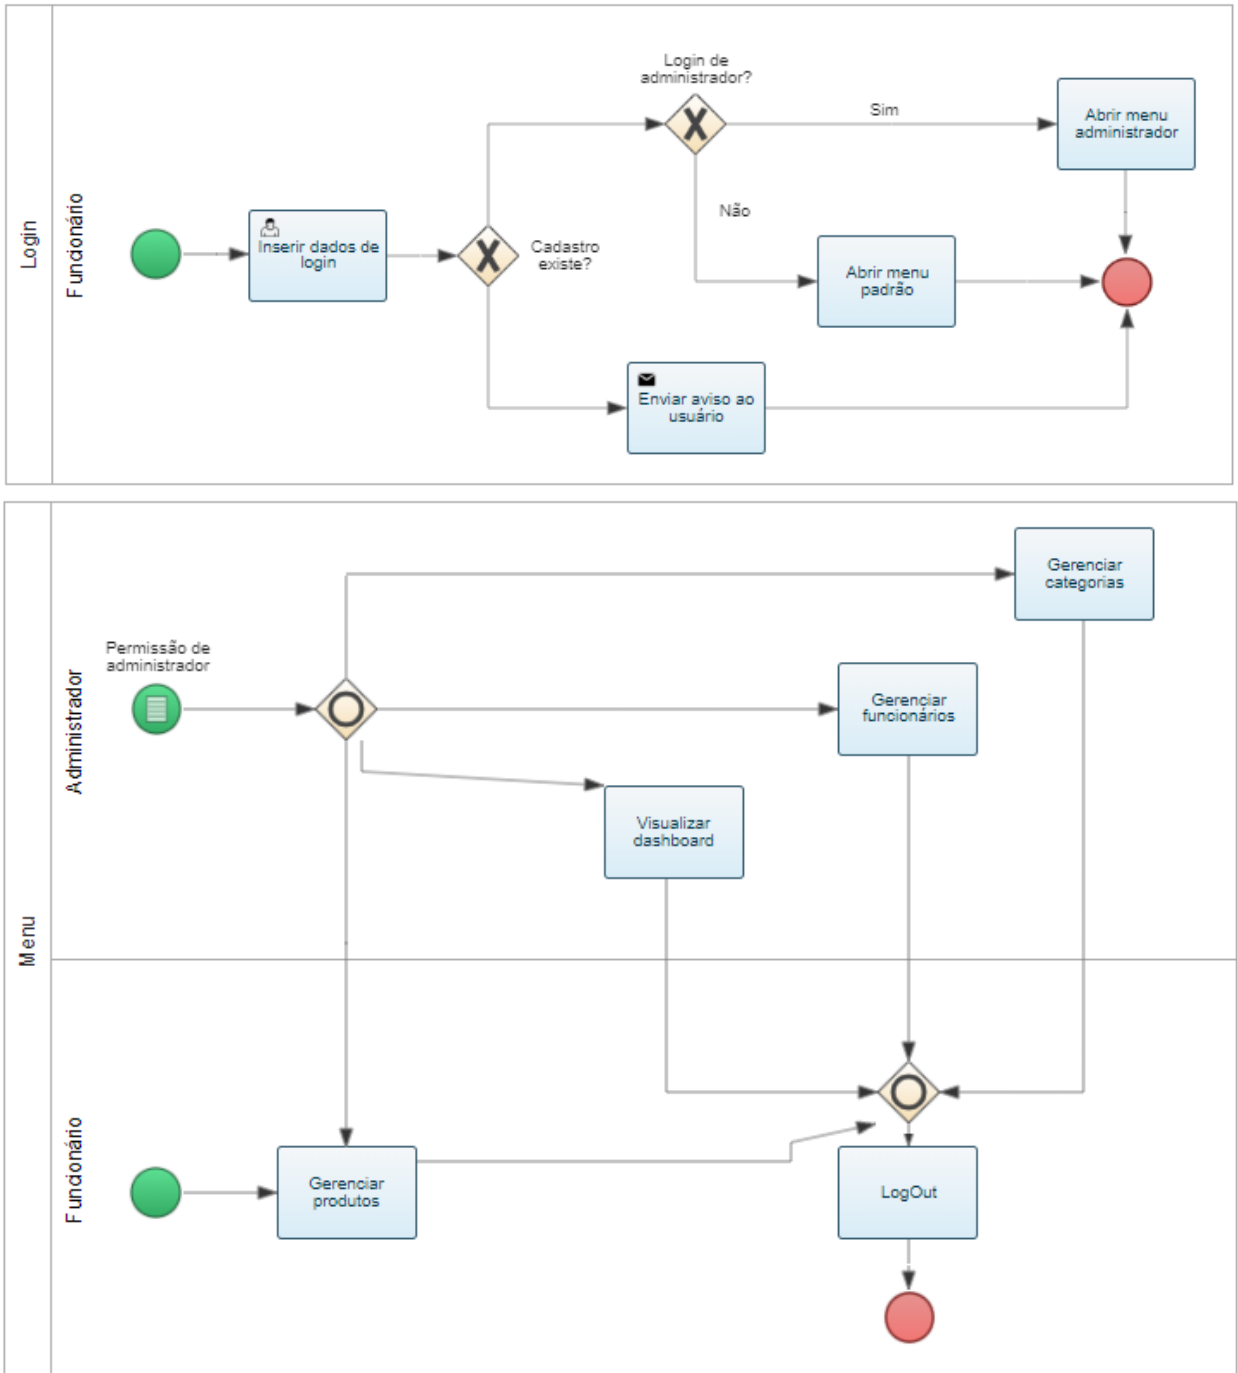 Login
Funcionário
Inserir dados de
login
Cadastro
existe?
Login de
administrador?
Sim
Não
Abrir menu
administrador
Abrir menu
padrão
Enviar aviso ao
usuário
Menu
Administrador
Permissão de
administrador
Gerenciar
categorias
Gerenciar
funcionários
Visualizar
dashboard
Funcionário
Gerenciar
produtos
LogOut